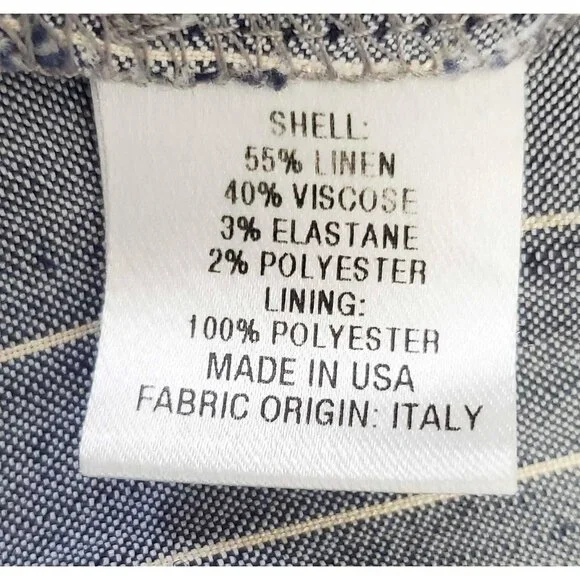 SHELL:
55% LINEN
40% VISCOSE
3% ELASTANE
2% POLYESTER
LINING:
100% POLYESTER
MADE IN USA
FABRIC ORIGIN: ITALY